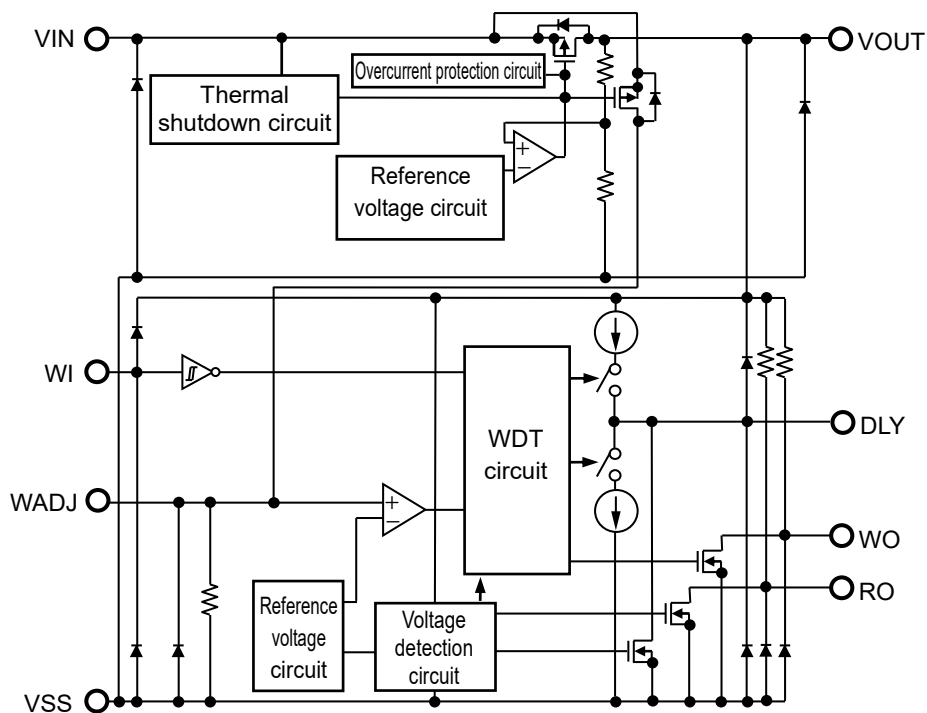 VIN
VOUT
Overcurrent protection circuit
Thermal
shutdown circuit
+
−
Reference
voltage circuit
WI
WDT
circuit
DLY
WADJ
+
−
WO
RO
Reference
voltage
circuit
Voltage
detection
circuit
VSS